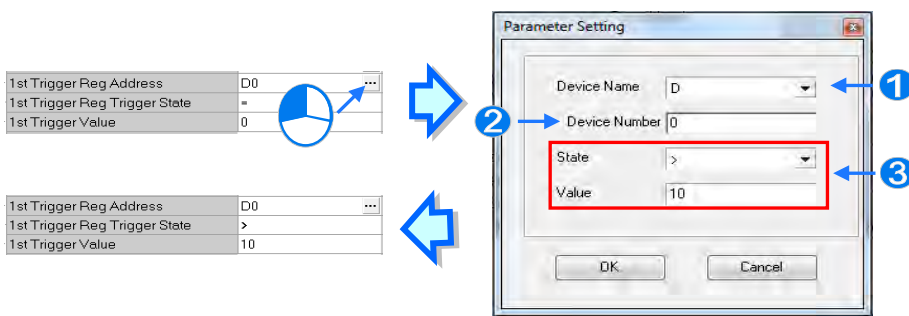 1st Trigger Reg Address D0 ...
1st Trigger Reg Trigger State =
1st Trigger Value 0
Parameter Setting
Device Name D
1
2
Device Number 0
State >
Value 10
3
OK Cancel
1st Trigger Reg Address D0 ...
1st Trigger Reg Trigger State >
1st Trigger Value 10